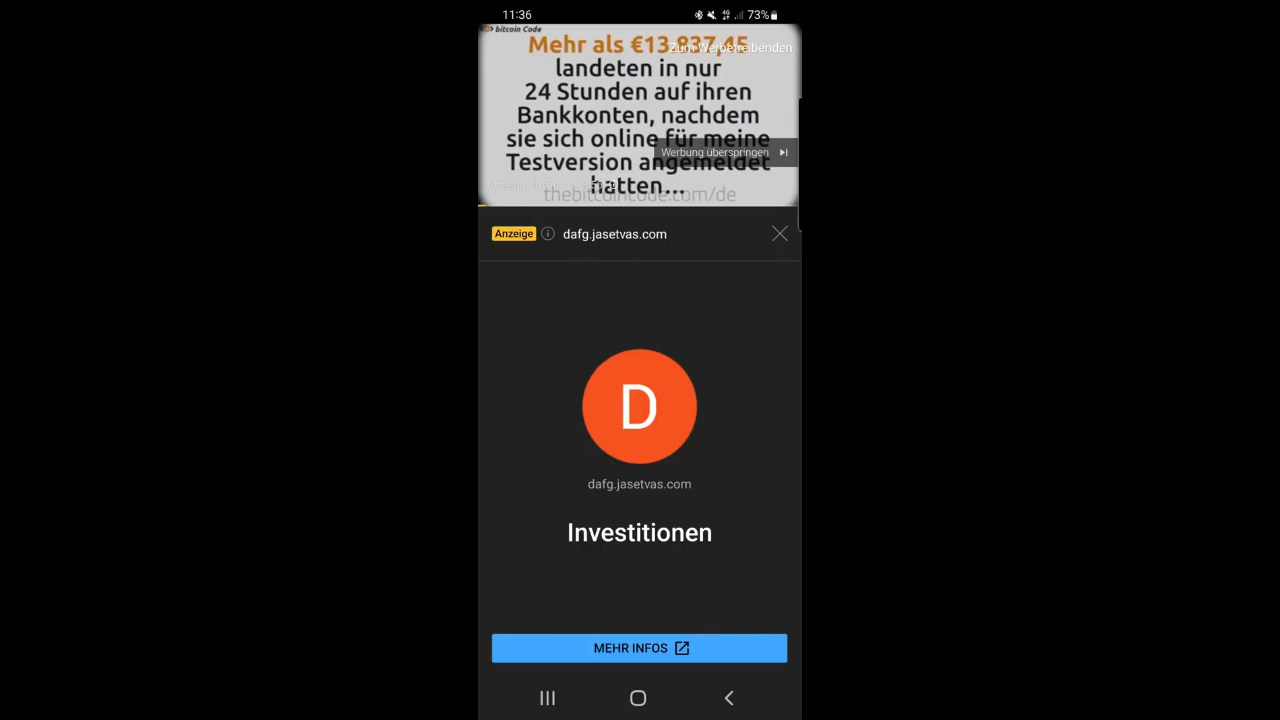 11:36
4G
73%
bitcoin Code
Mehr als €13.837,45
Zum Werbetreibenden
landeten in nur
24 Stunden auf ihren
Bankkonten, nachdem
sie sich online für meine
Werbung überspringen
Testversion angemeldet
Anzeige
hatten...
thebitcoincode.com/de
Anzeige
dafg.jasetvas.com
D
dafg.jasetvas.com
Investitionen
MEHR INFOS